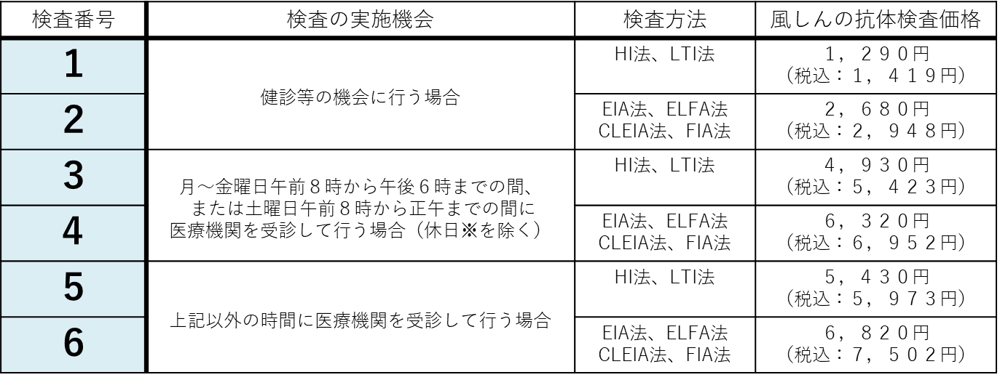 検査番号 検査の実施機会 検査方法 風しんの抗体検査価格
1 健診等の機会に行う場合 HI法、LTI法 １，２９０円
（税込：１，４１９円）
2 EIA法、ELFA法
CLEIA法、FIA法 ２，６８０円
（税込：２，９４８円）
3 月～金曜日午前８時から午後６時までの間、
または土曜日午前８時から正午までの間に
医療機関を受診して行う場合（休日※を除く） HI法、LTI法 ４，９３０円
（税込：５，４２３円）
4 EIA法、ELFA法
CLEIA法、FIA法 ６，３２０円
（税込：６，９５２円）
5 上記以外の時間に医療機関を受診して行う場合 HI法、LTI法 ５，４３０円
（税込：５，９７３円）
6 EIA法、ELFA法
CLEIA法、FIA法 ６，８２０円
（税込：７，５０２円）